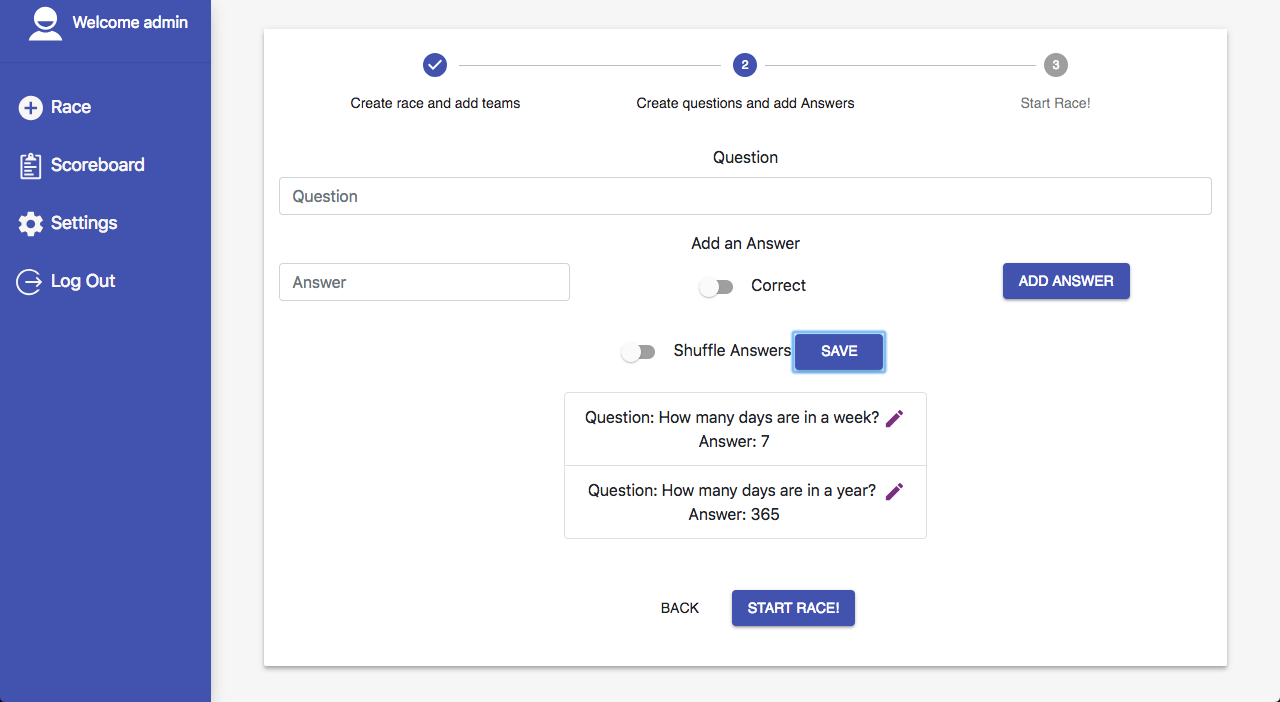 Welcome admin
Race
Scoreboard
Settings
Log Out
2
3
Create race and add teams
Create questions and add Answers
Start Race!
Question
Question
Add an Answer
Answer
Correct
ADD ANSWER
Shuffle Answers
SAVE
Question: How many days are in a week?
Answer: 7
Question: How many days are in a year?
Answer: 365
BACK
START RACE!